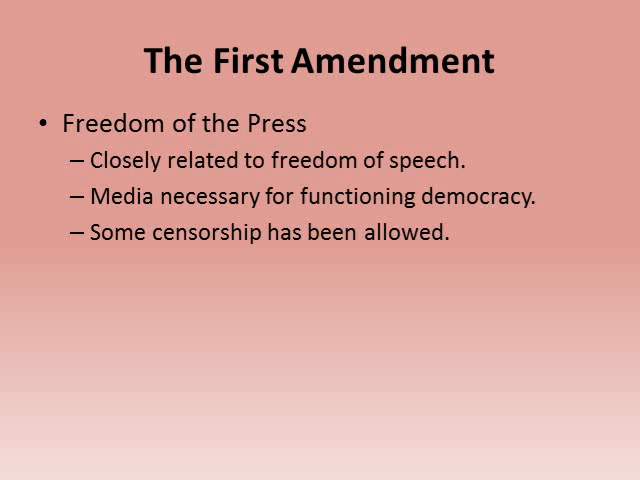 The First Amendment
• Freedom of the Press
– Closely related to freedom of speech.
– Media necessary for functioning democracy.
– Some censorship has been allowed.